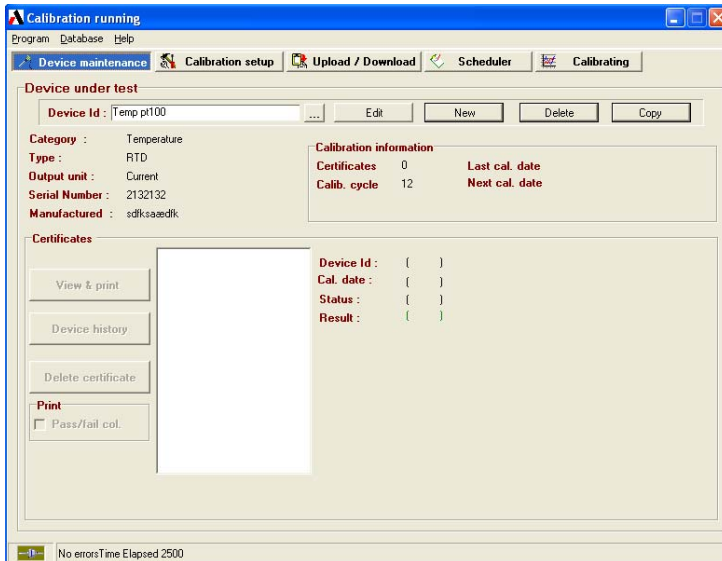 Calibration running
Program Database Help
Device maintenance Calibration setup Upload / Download Scheduler Calibrating
Device under test
Device Id : Temp pt100 ... Edit New Delete Copy
Category : Temperature
Type : RTD
Output unit : Current
Serial Number : 2132132
Manufactured : sdfksaædfk
Calibration information
Certificates 0 Last cal. date
Calib. cycle 12 Next cal. date
Certificates
View & print
Device history
Delete certificate
Print
Pass/fail col.
Device Id : ( )
Cal. date : ( )
Status : ( )
Result : ( )
No errorsTime Elapsed 2500